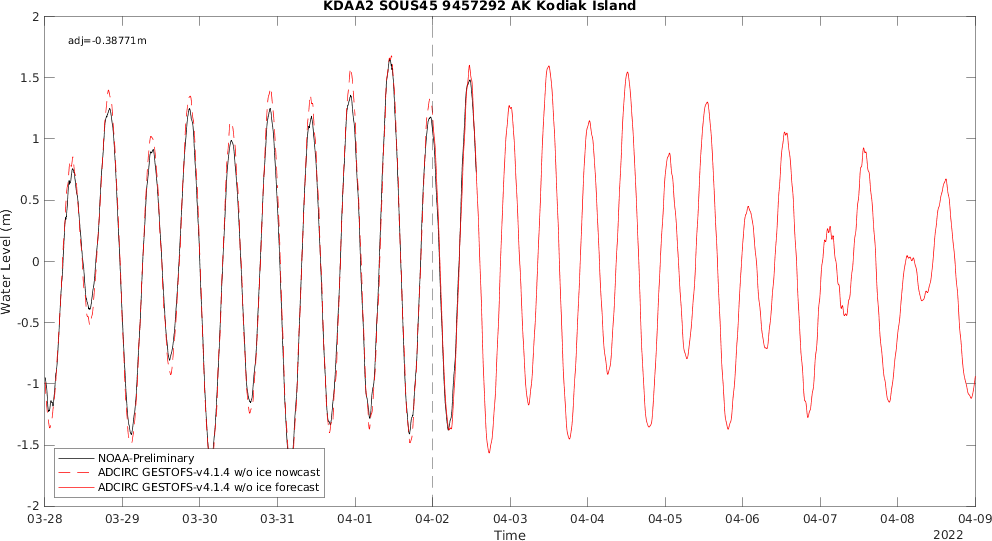 KDAA2 SOUS45 9457292 AK Kodiak Island
adj=-0.38771m
2
1.5
1
0.5
0
-0.5
-1
-1.5
-2
Water Level (m)
NOAA-Preliminary
ADCIRC GESTOFS-v4.1.4 w/o ice nowcast
ADCIRC GESTOFS-v4.1.4 w/o ice forecast
03-28 03-29 03-30 03-31 04-01 04-02 04-03 04-04 04-05 04-06 04-07 04-08 04-09
Time
2022